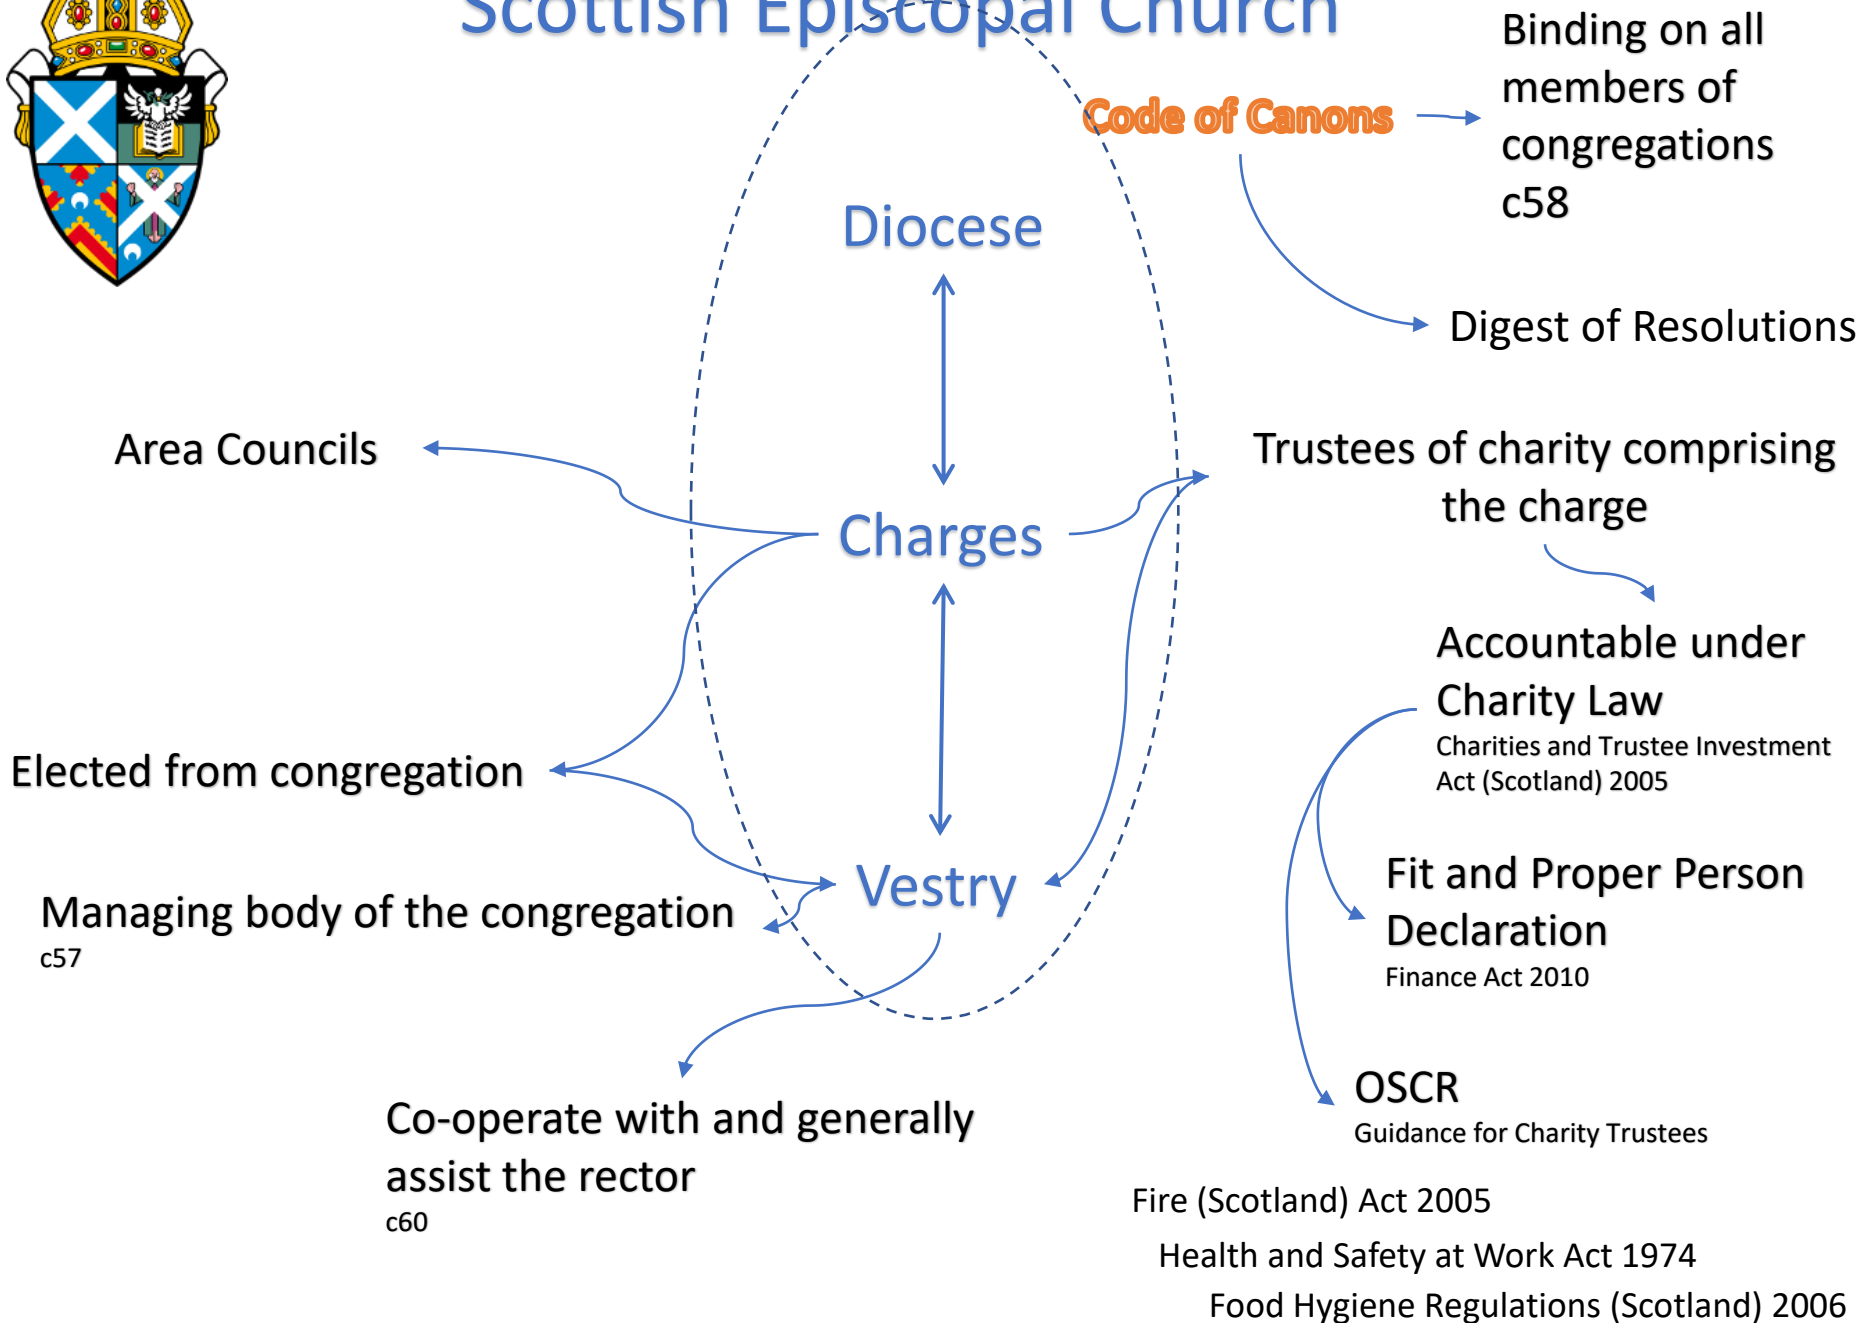 Scottish Episcopal Church
Binding on all
members of
congregations
c58
Code of Canons
Diocese
Digest of Resolutions
Area Councils
Trustees of charity comprising
the charge
Charges
Accountable under
Charity Law
Charities and Trustee Investment
Act (Scotland) 2005
Elected from congregation
Vestry
Fit and Proper Person
Declaration
Finance Act 2010
Managing body of the congregation
c57
OSCR
Guidance for Charity Trustees
Co-operate with and generally
assist the rector
c60
Fire (Scotland) Act 2005
Health and Safety at Work Act 1974
Food Hygiene Regulations (Scotland) 2006